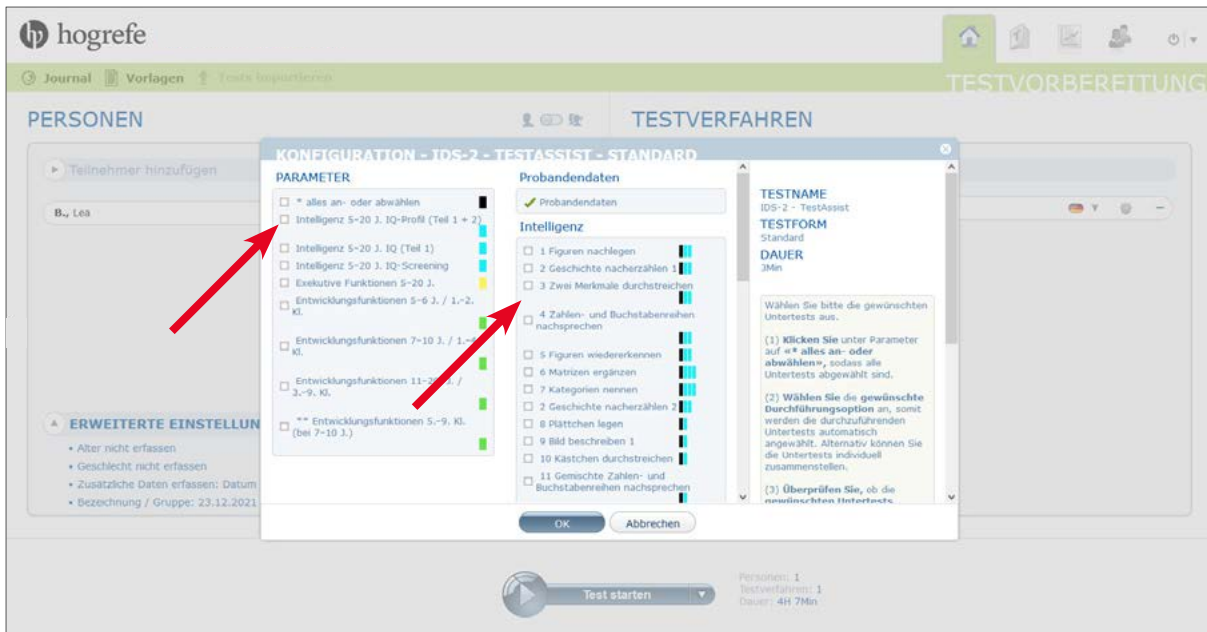 hogrefe
Journal Vorlagen Tests importieren
TESTVORBEREITUNG
PERSONEN
TESTVERFAHREN
Teilnehmer hinzufügen
B., Lea
ERWEITERTE EINSTELLUN
• Alter nicht erfassen
• Geschlecht nicht erfassen
• Zusätzliche Daten erfassen: Datum
• Bezeichnung / Gruppe: 23.12.2021
KONFIGURATION - IDS-2 - TESTASSIST - STANDARD
PARAMETER
* alles an- oder abwählen
Intelligenz 5-20 J. IQ-Profil (Teil 1 + 2)
Intelligenz 5-20 J. IQ (Teil 1)
Intelligenz 5-20 J. IQ-Screening
Exekutive Funktionen 5-20 J.
Entwicklungsfunktionen 5-6 J. / 1.-2.
Kl.
Entwicklungsfunktionen 7-10 J. / 1.-4.
Kl.
Entwicklungsfunktionen 11-20 J. /
3.-9. Kl.
** Entwicklungsfunktionen 5.-9. Kl.
(bei 7-10 J.)
Probandendaten
Probandendaten
Intelligenz
1 Figuren nachlegen
2 Geschichte nacherzählen 1
3 Zwei Merkmale durchstreichen
4 Zahlen- und Buchstabenreihen
nachsprechen
5 Figuren wiedererkennen
6 Matrizen ergänzen
7 Kategorien nennen
2 Geschichte nacherzählen 2
8 Plättchen legen
9 Bild beschreiben 1
10 Kästchen durchstreichen
11 Gemischte Zahlen- und
Buchstabenreihen nachsprechen
TESTNAME
IDS-2 - TestAssist
TESTFORM
Standard
DAUER
3Min
Wählen Sie bitte die gewünschten
Untertests aus.
(1) Klicken Sie unter Parameter
auf «* alles an- oder
abwählen», sodass alle
Untertests abgewählt sind.
(2) Wählen Sie die gewünschte
Durchführungsoption an, somit
werden die durchzuführenden
Untertests automatisch
angewählt. Alternativ können Sie
die Untertests individuell
zusammenstellen.
(3) Überprüfen Sie, ob die
gewünschten Untertests
OK
Abbrechen
Test starten
Personen: 1
Testverfahren: 1
Dauer: 4H 7Min